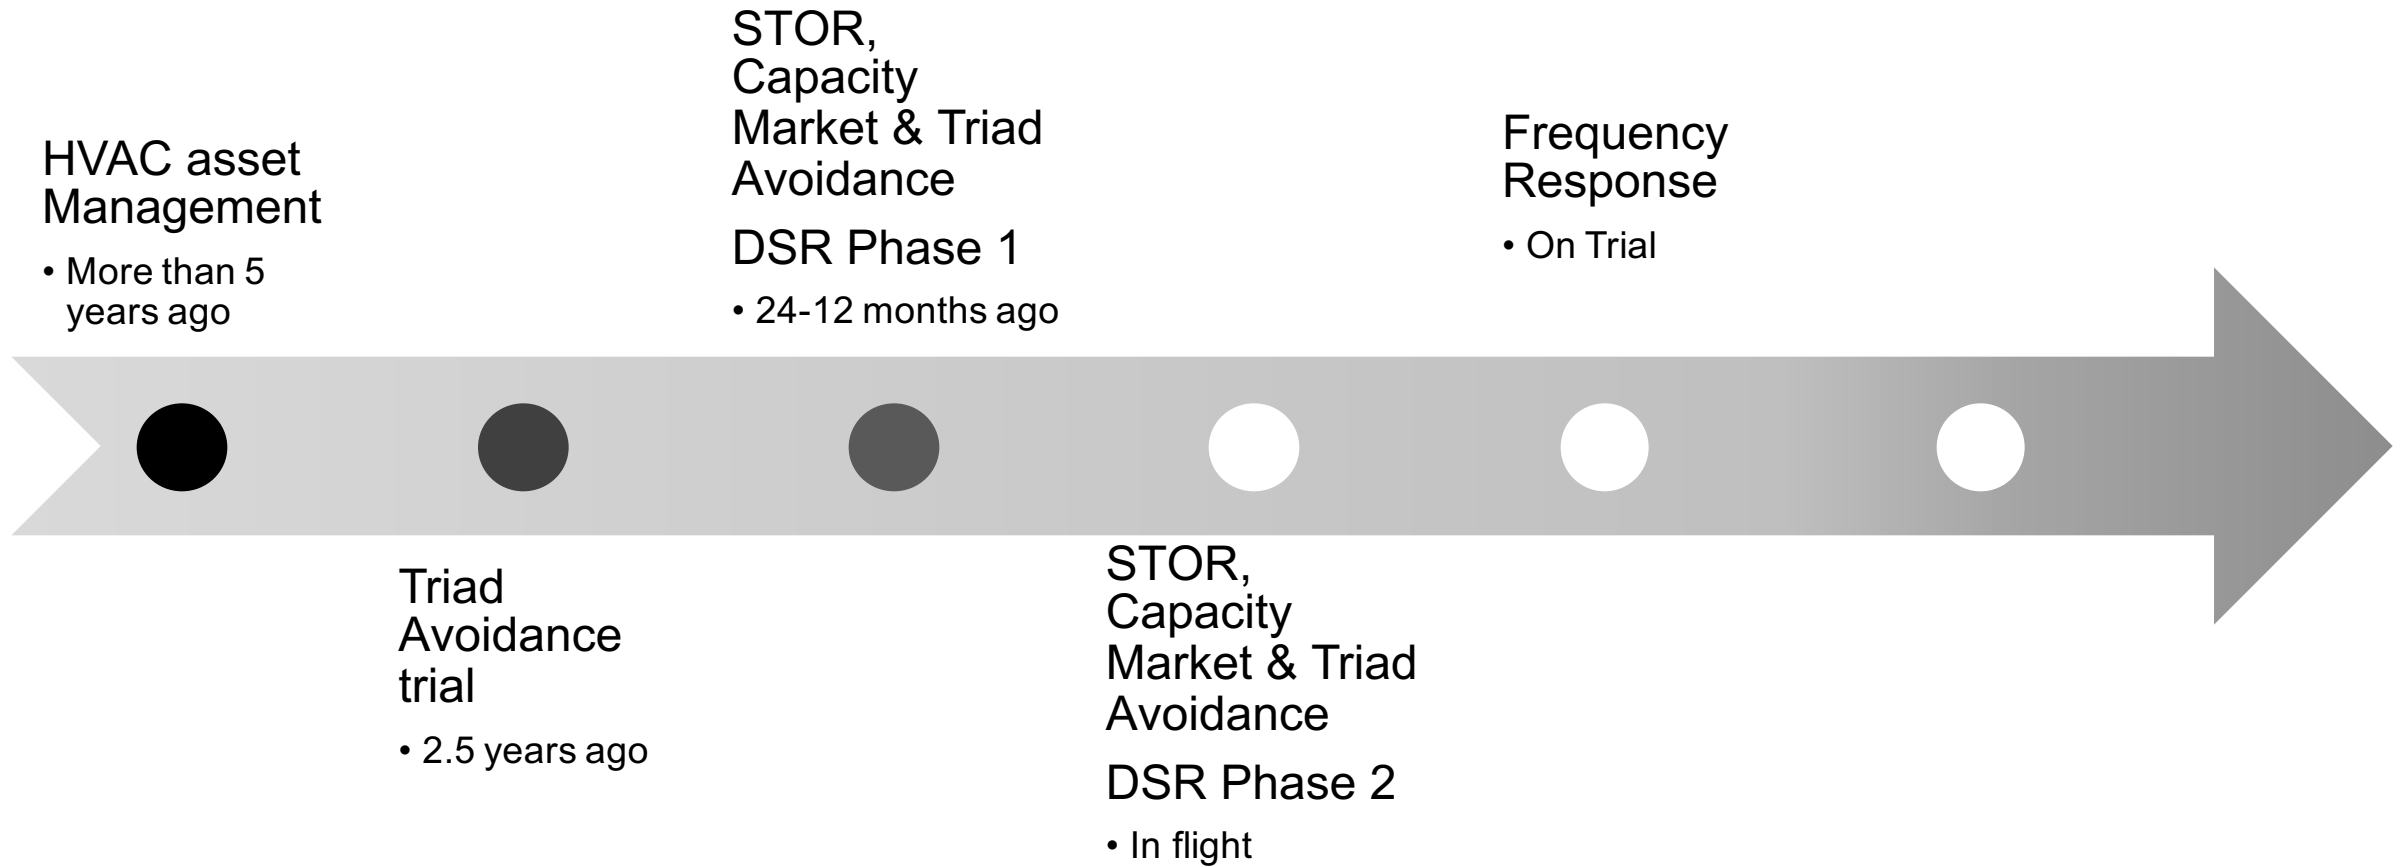 HVAC asset
Management
• More than 5
years ago
Triad
Avoidance
trial
• 2.5 years ago
STOR,
Capacity
Market & Triad
Avoidance
DSR Phase 1
• 24-12 months ago
STOR,
Capacity
Market & Triad
Avoidance
DSR Phase 2
• In flight
Frequency
Response
• On Trial